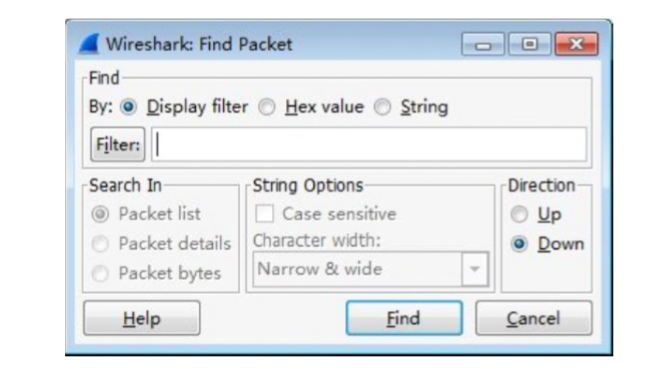 Wireshark: Find Packet
Find
By: Display filter Hex value String
Filter:
Search In
Packet list
Packet details
Packet bytes
String Options
Case sensitive
Character width:
Narrow & wide
Direction
Up
Down
Help Find Cancel